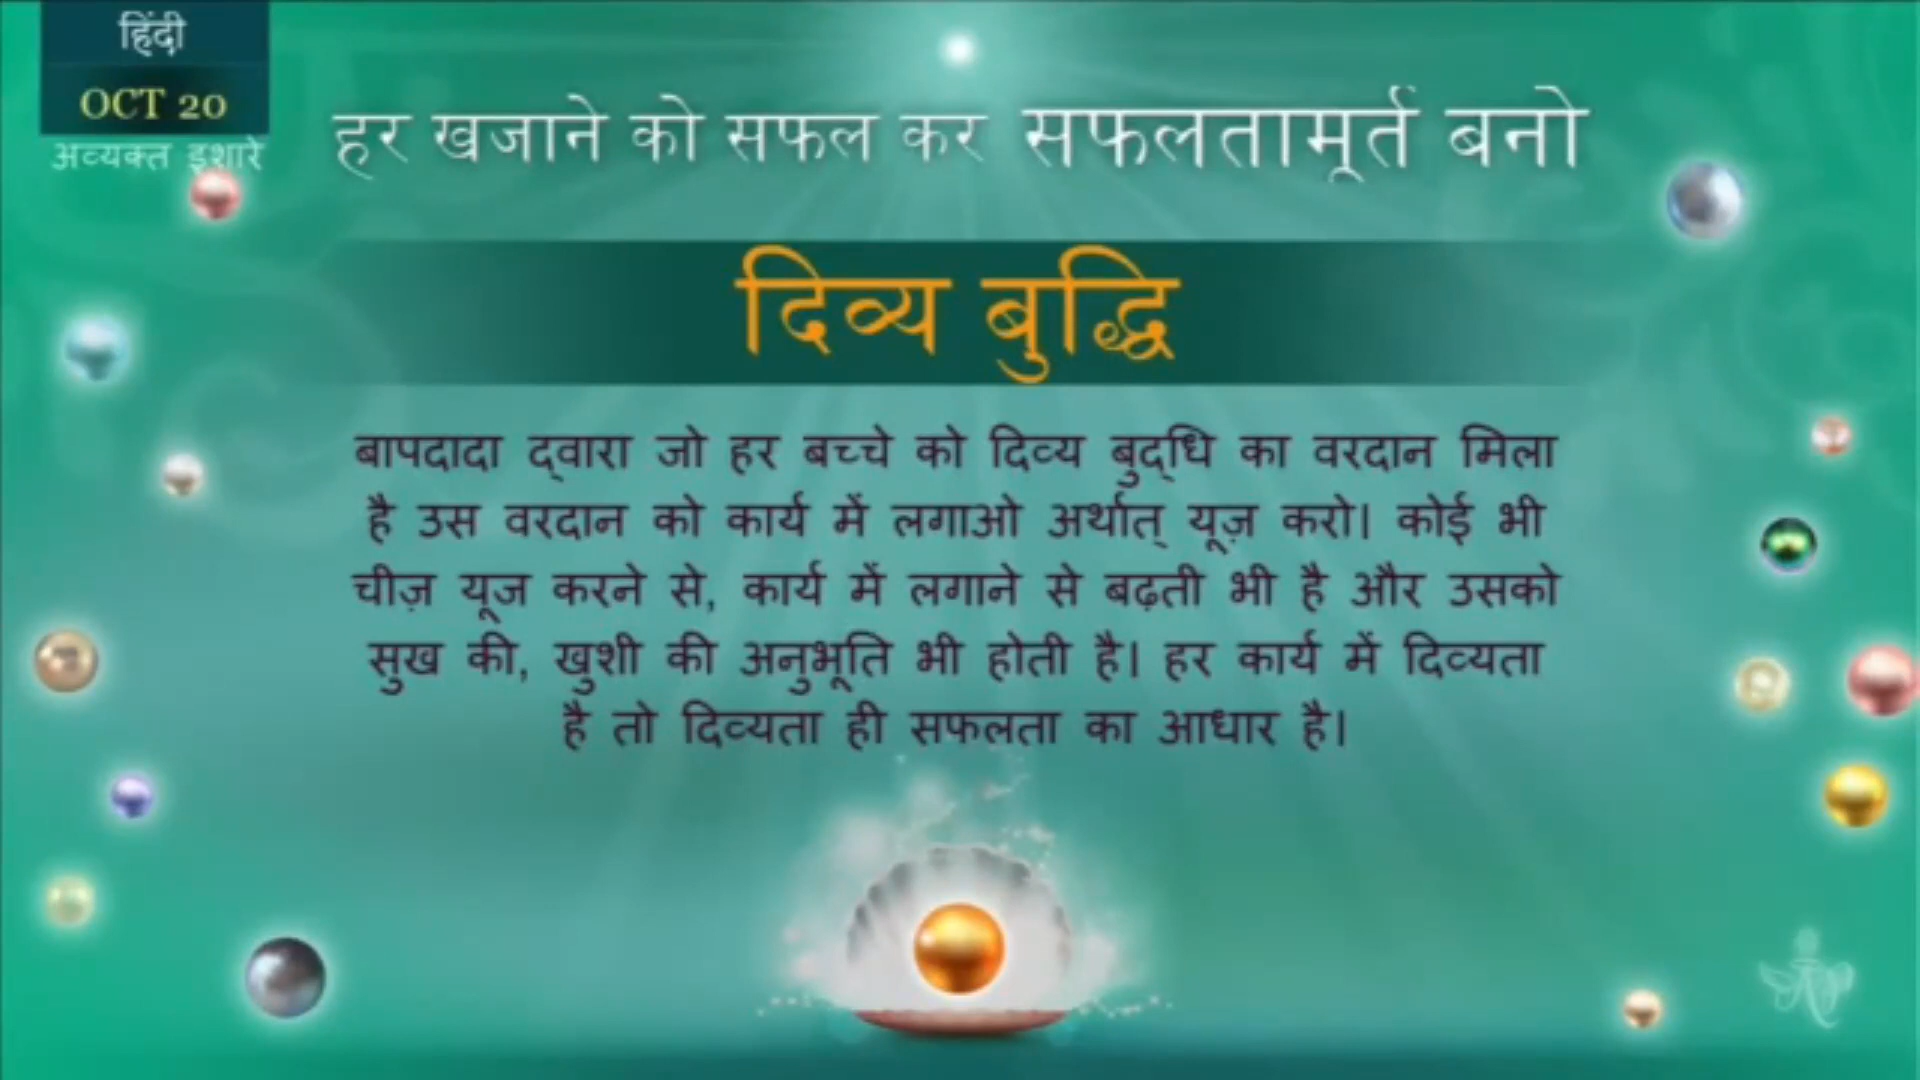 हिंदी
OCT 20
अव्यक्त इशारे
हर खजाने को सफल कर सफलतामूर्त बनो
दिव्य बुद्धि
बापदादा द्वारा जो हर बच्चे को दिव्य बुद्धि का वरदान मिला
है उस वरदान को कार्य में लगाओ अर्थात् यूज़ करो। कोई भी
चीज़ यूज करने से, कार्य में लगाने से बढ़ती भी है और उसको
सुख की, खुशी की अनुभूति भी होती है। हर कार्य में दिव्यता
है तो दिव्यता ही सफलता का आधार है।